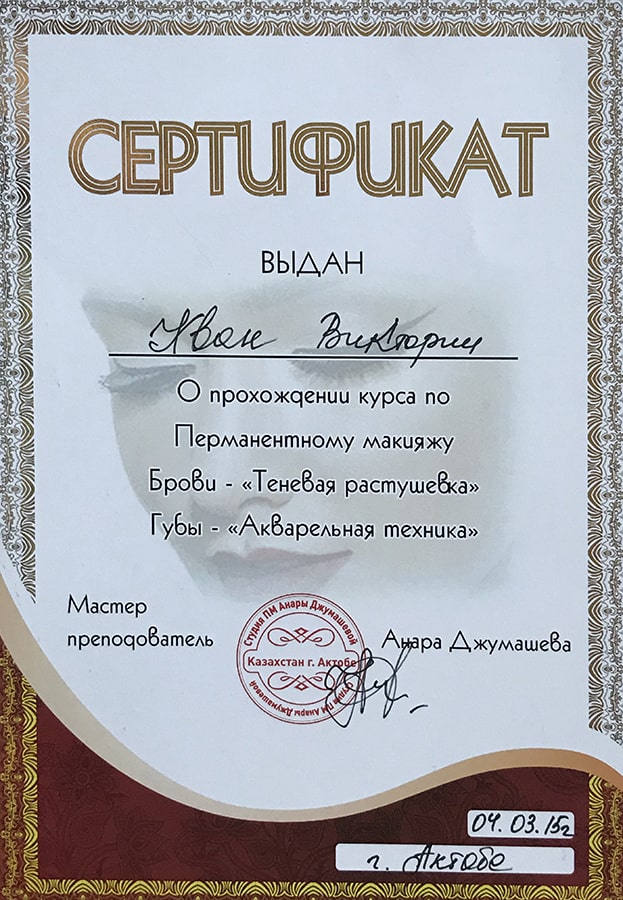 СЕРТИФИКАТ
ВЫДАН
Хван Виктории
О прохождении курса по
Перманентному макияжу
Брови - «Теневая растушевка»
Губы - «Акварельная техника»
Мастер
преподователь
Анара Джумашева
Студия ПМ Анары Джумашевой
Казахстан г. Актобе
Студия ПМ Анары Джумашевой
04.03.15г
г. Актобе